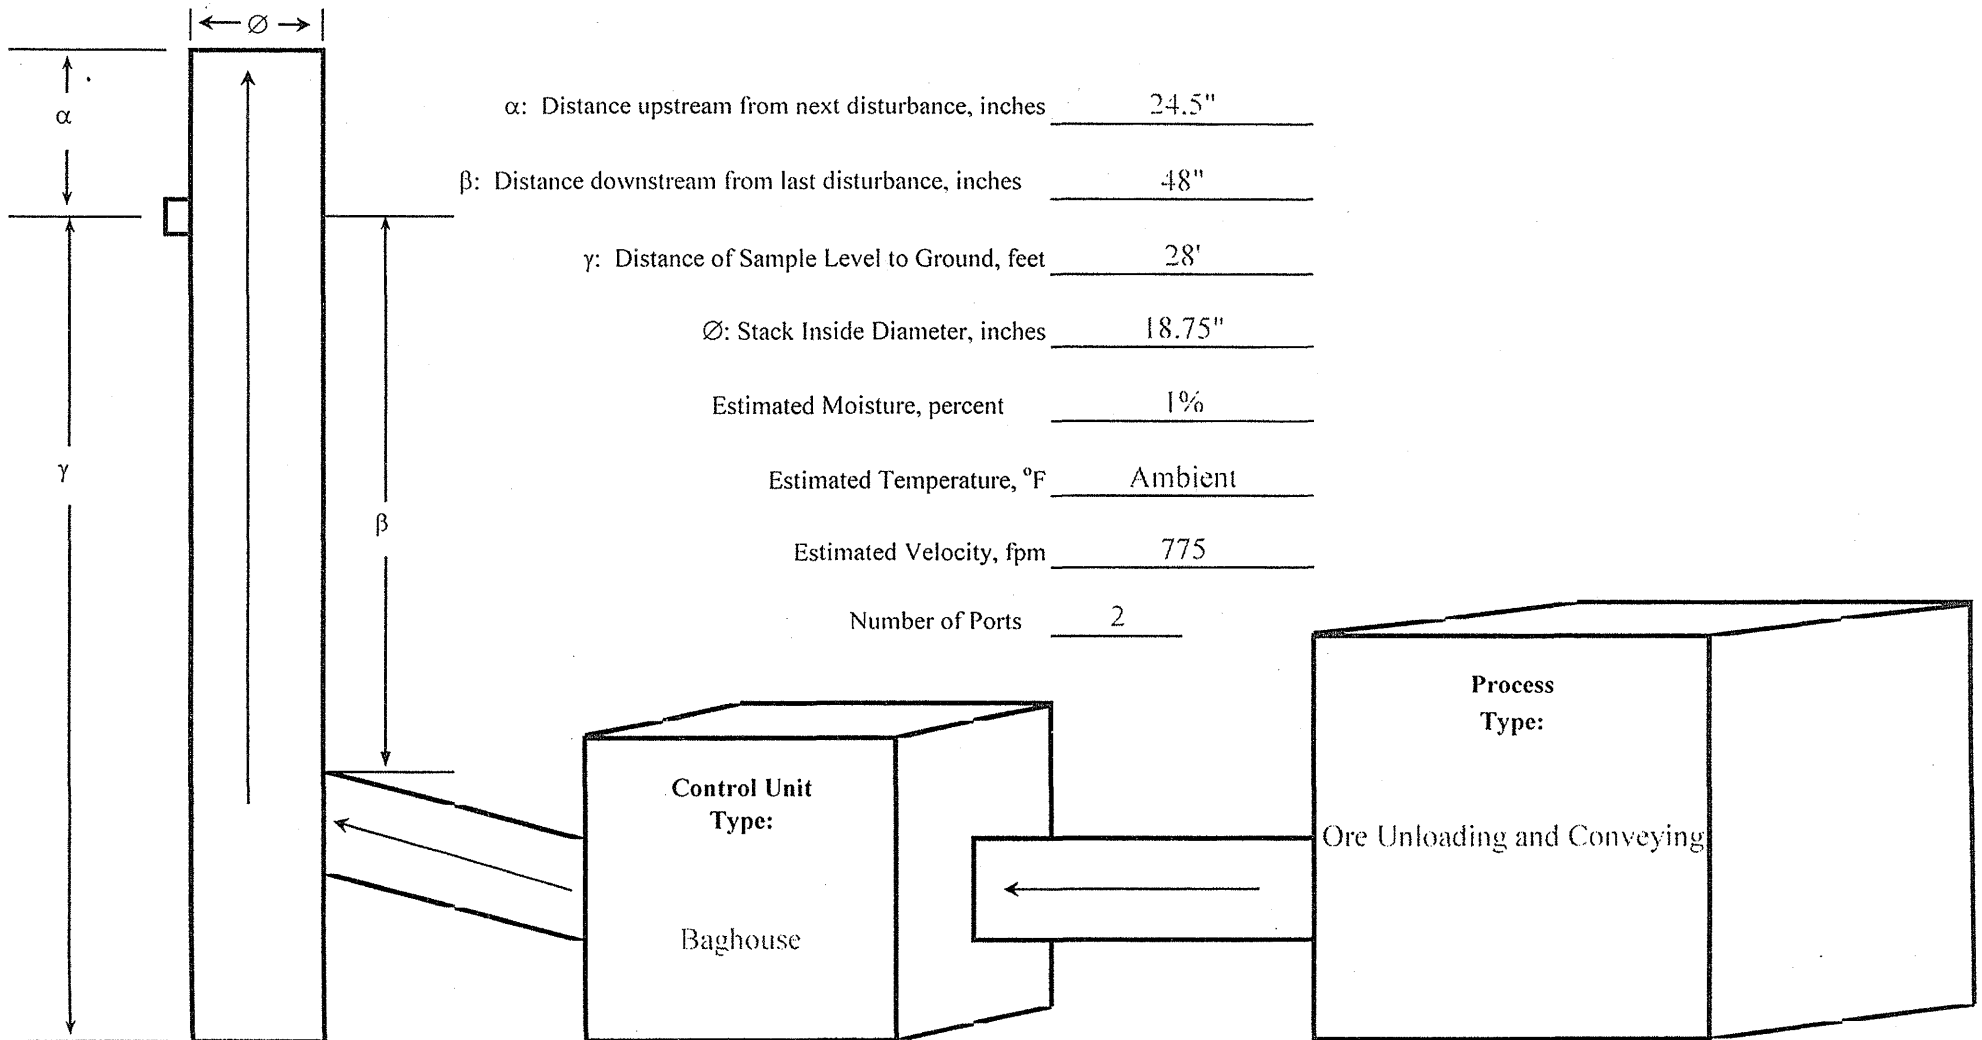 ∅
α
γ
β
α: Distance upstream from next disturbance, inches 24.5"
β: Distance downstream from last disturbance, inches 48"
γ: Distance of Sample Level to Ground, feet 28'
∅: Stack Inside Diameter, inches 18.75"
Estimated Moisture, percent 1%
Estimated Temperature, °F Ambient
Estimated Velocity, fpm 775
Number of Ports 2
Control Unit
Type:
Baghouse
Process
Type:
Ore Unloading and Conveying